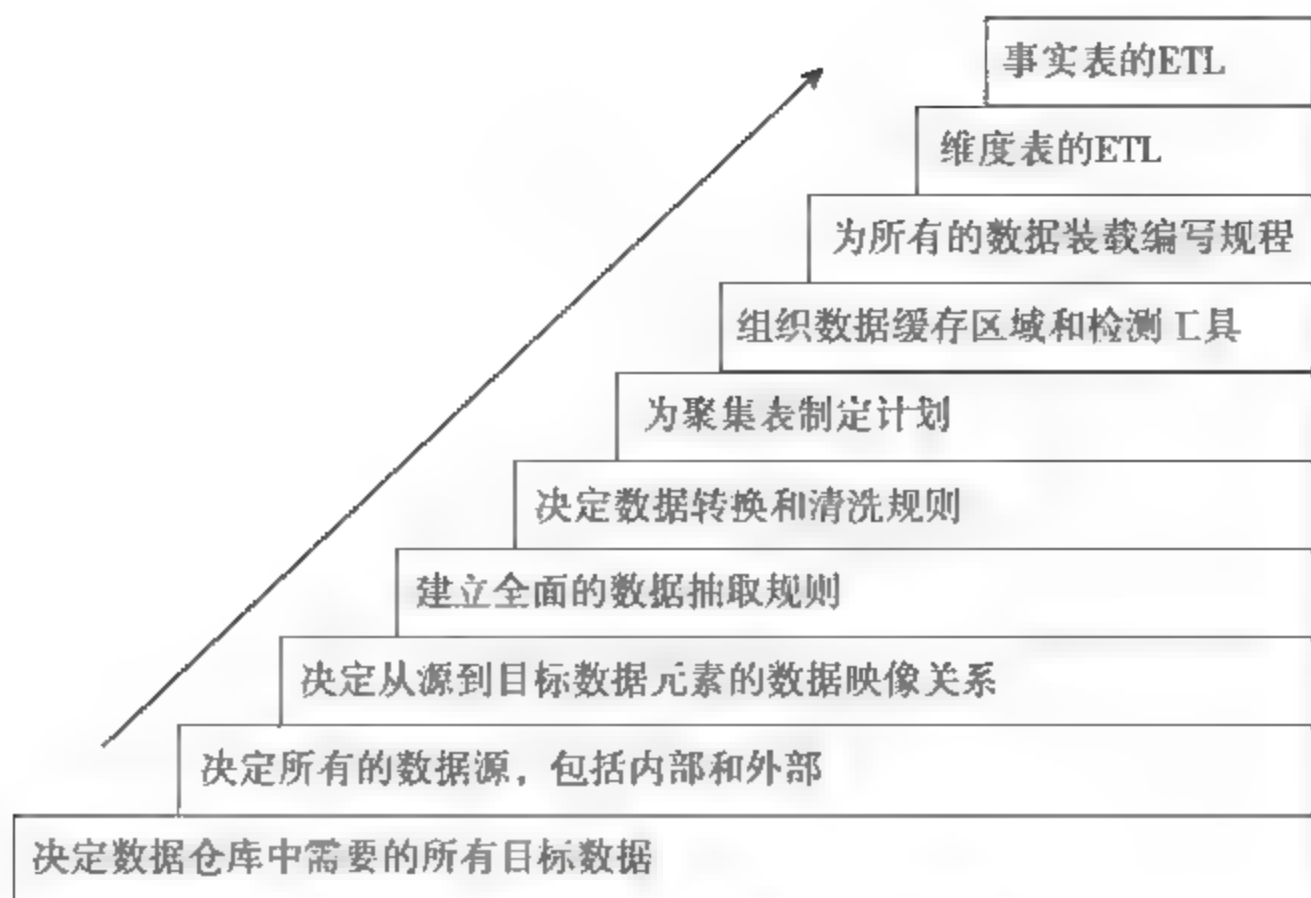 事实表的ETL
维度表的ETL
为所有的数据装载编写规程
组织数据缓存区域和检测工具
为聚集表制定计划
决定数据转换和清洗规则
建立全面的数据抽取规则
决定从源到目标数据元素的数据映像关系
决定所有的数据源，包括内部和外部
决定数据仓库中需要的所有目标数据